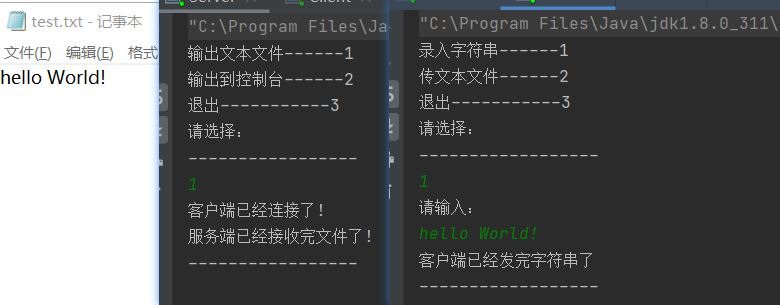 test.txt - 记事本
文件(F) 编辑(E) 格式
hello World!
Server
"C:\Program Files\Ja
输出文本文件------1
输出到控制台------2
退出-----------3
请选择:
-----------------
1
客户端已经连接了!
服务端已经接收完文件了!
-----------------
Client
"C:\Program Files\Java\jdk1.8.0_311\
录入字符串------1
传文本文件------2
退出-----------3
请选择:
------------------
1
请输入:
hello World!
客户端已经发完字符串了
------------------